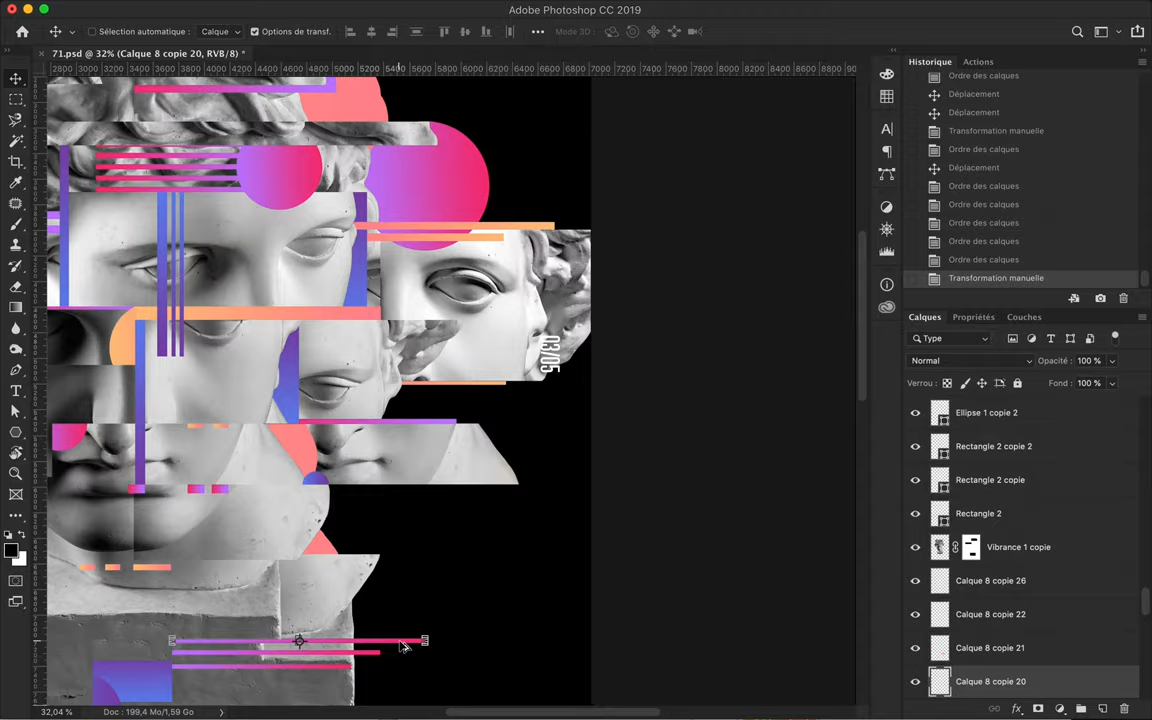 Adobe Photoshop CC 2019
Sélection automatique :
Calque
Options de transf.
Mode 3D :
71.psd @ 32% (Calque 8 copie 20, RVB/8) *
2800 3000 3200 3400 3600 3800 4000 4200 4400 4600 4800 5000 5200 5400 5600 5800 6000 6200 6400 6600 6800 7000 7200 7400 7600 7800 8000 8200 8400 8600 8800
Historique
Actions
Ordre des calques
Déplacement
Déplacement
Transformation manuelle
Ordre des calques
Déplacement
Ordre des calques
Ordre des calques
Ordre des calques
Ordre des calques
Ordre des calques
Transformation manuelle
Calques
Propriétés
Couches
Type
Normal
Opacité : 100 %
Verrou :
Fond : 100 %
Ellipse 1 copie 2
Rectangle 2 copie 2
Rectangle 2 copie
Rectangle 2
Vibrance 1 copie
Calque 8 copie 26
Calque 8 copie 22
Calque 8 copie 21
Calque 8 copie 20
03/05
32,04 %
Doc : 199,4 Mo/1,59 Go